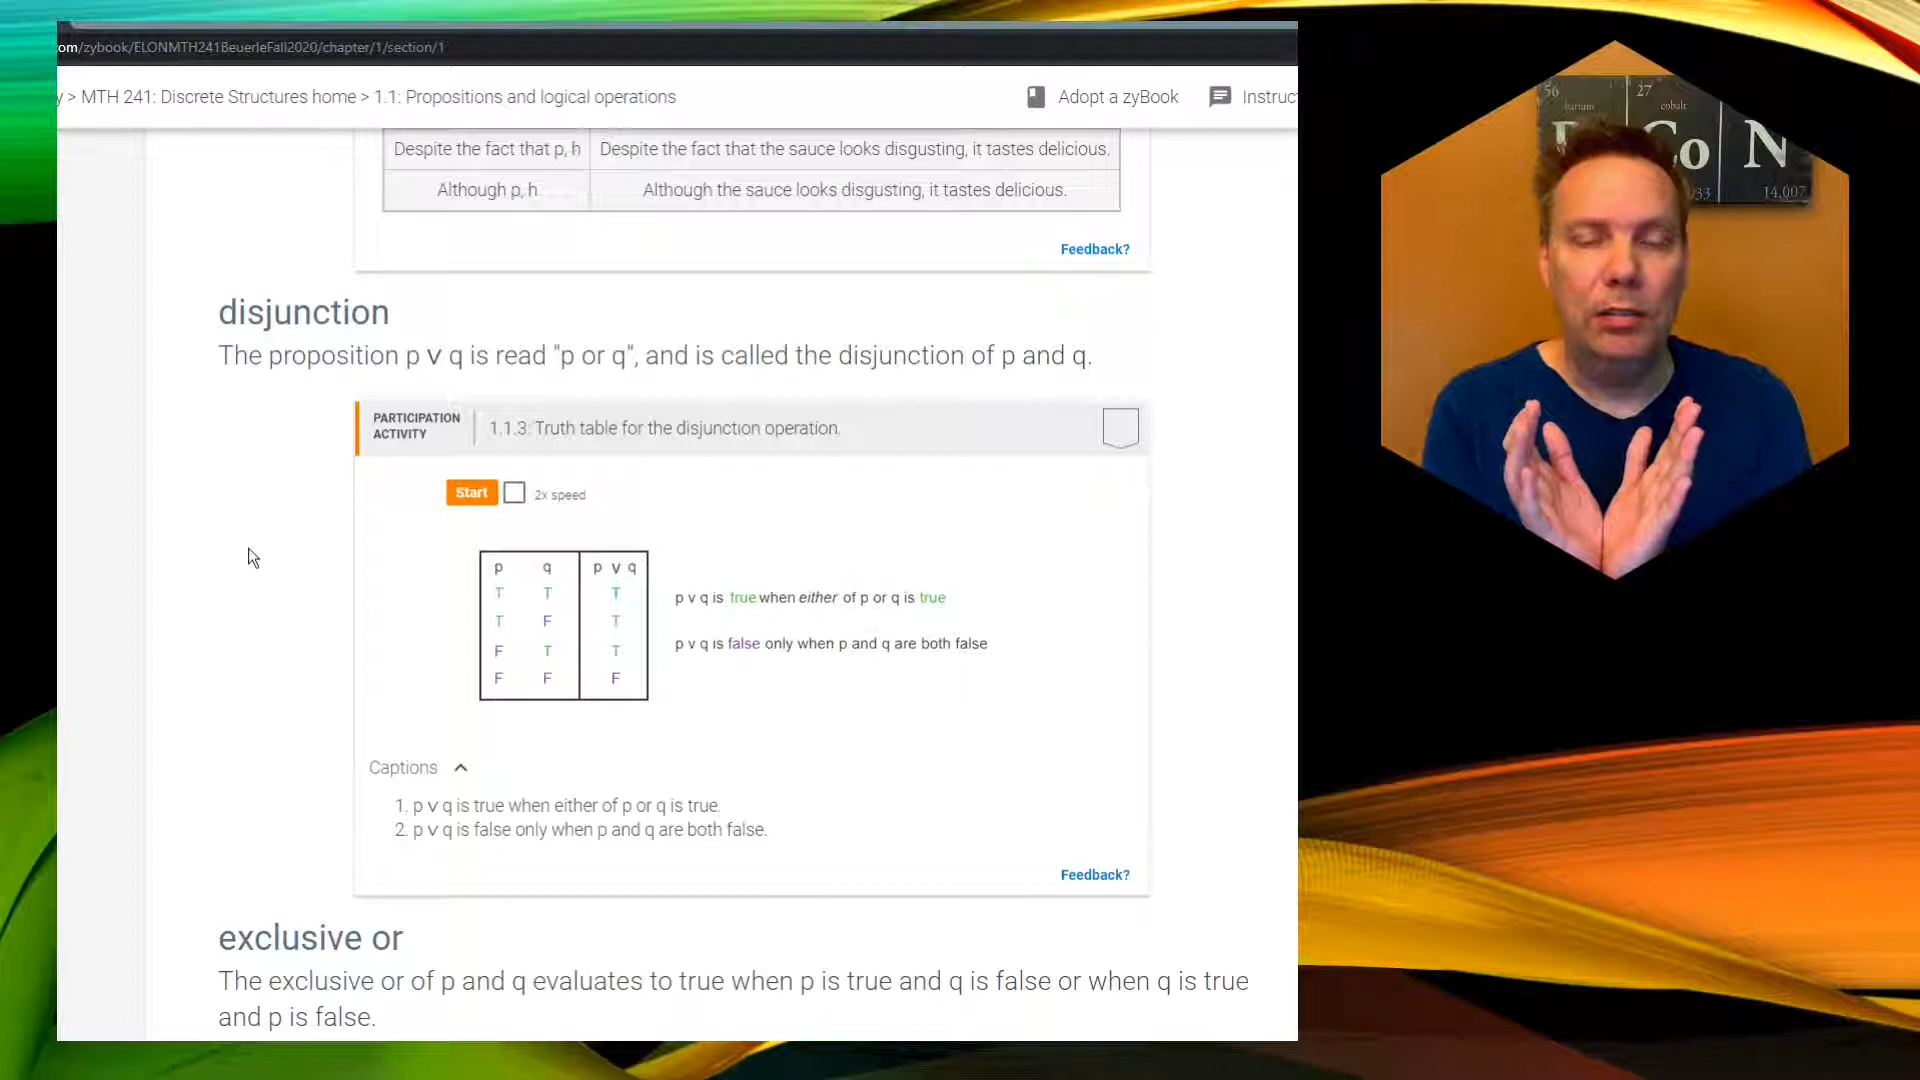 om/zybook/ELONMTH241BeuerleFall2020/chapter/1/section/1
y > MTH 241: Discrete Structures home > 1.1: Propositions and logical operations
Adopt a zyBook
Instruc
Despite the fact that p, h
Despite the fact that the sauce looks disgusting, it tastes delicious.
Although p, h
Although the sauce looks disgusting, it tastes delicious.
Feedback?
disjunction
The proposition p ∨ q is read "p or q", and is called the disjunction of p and q.
PARTICIPATION
ACTIVITY
1.1.3: Truth table for the disjunction operation.
Start
2x speed
p q p ∨ q
T T T
T F T
F T T
F F F
p v q is true when either of p or q is true
p v q is false only when p and q are both false
Captions
1. p ∨ q is true when either of p or q is true.
2. p ∨ q is false only when p and q are both false.
Feedback?
exclusive or
The exclusive or of p and q evaluates to true when p is true and q is false or when q is true
and p is false.
56
barium
27
cobalt
Co
N
33
14.007